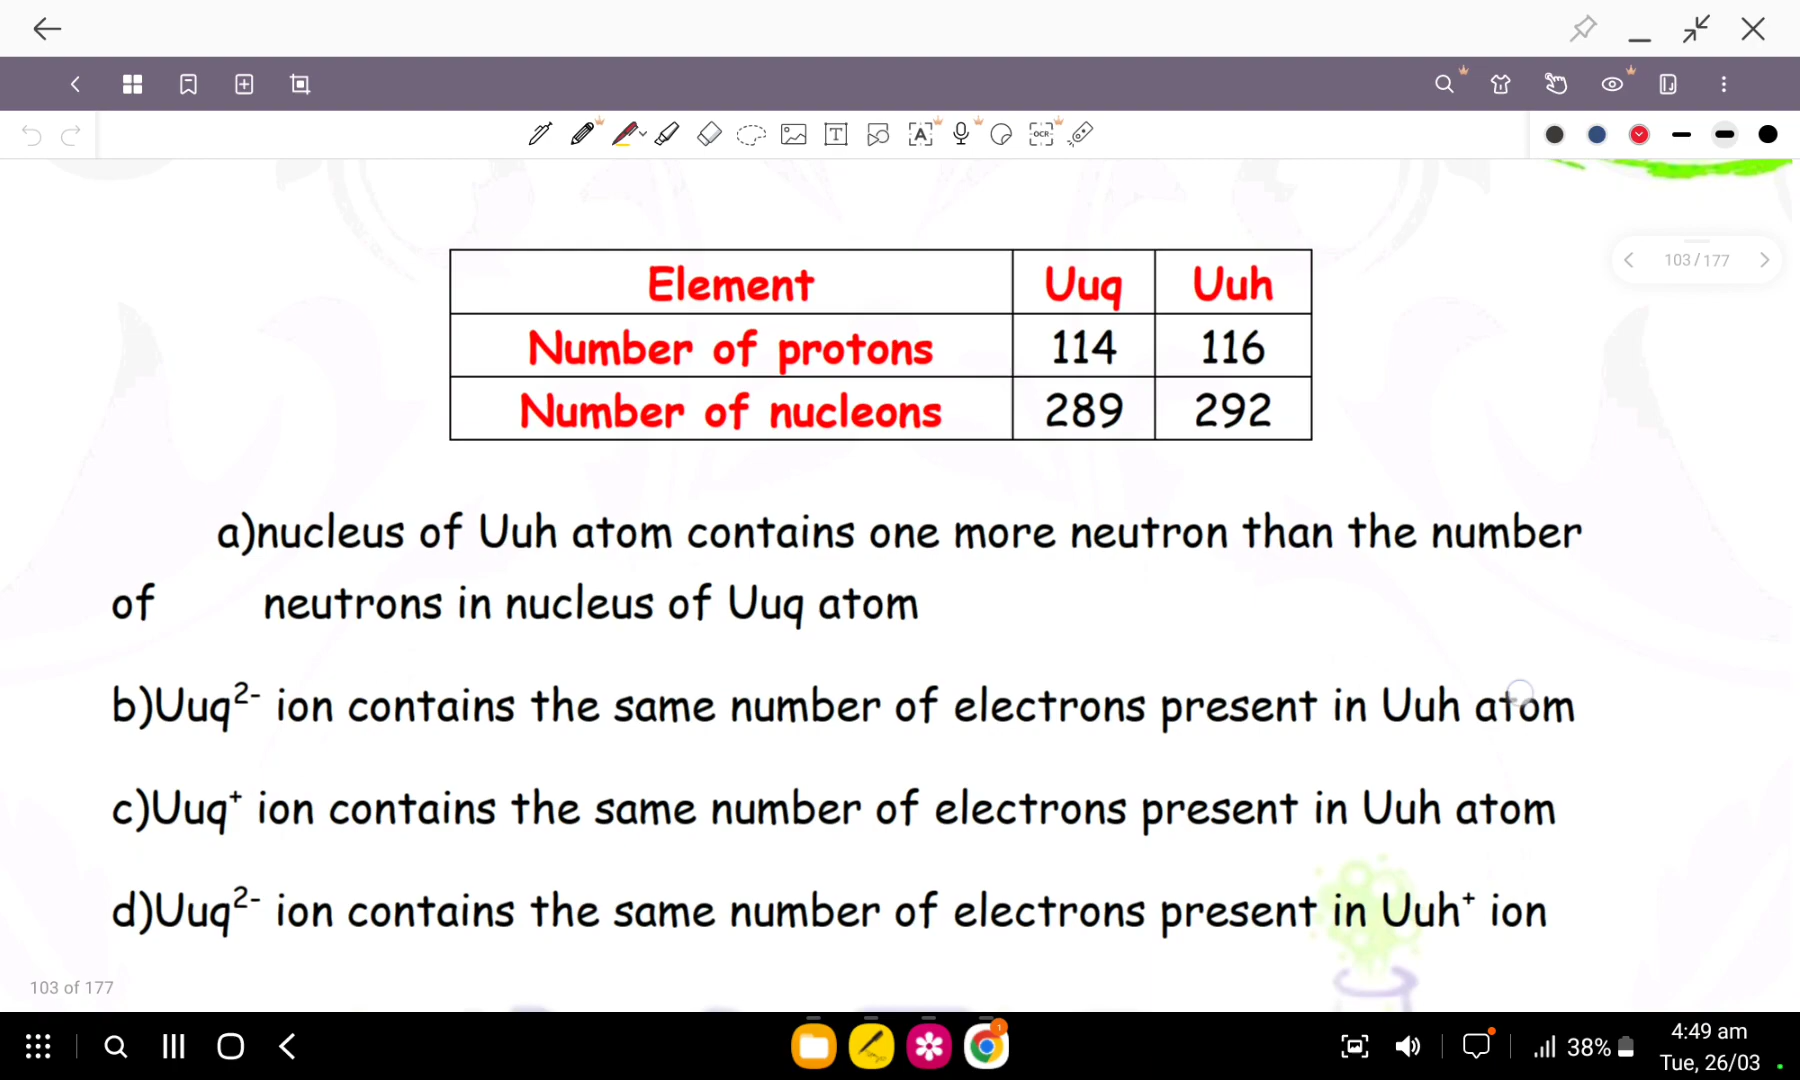 103/177
Element Uuq Uuh
Number of protons 114 116
Number of nucleons 289 292
a)nucleus of Uuh atom contains one more neutron than the number
of neutrons in nucleus of Uuq atom
b)Uuq²⁻ ion contains the same number of electrons present in Uuh atom
c)Uuq⁺ ion contains the same number of electrons present in Uuh atom
d)Uuq²⁻ ion contains the same number of electrons present in Uuh⁺ ion
103 of 177
38%
4:49 am
Tue, 26/03